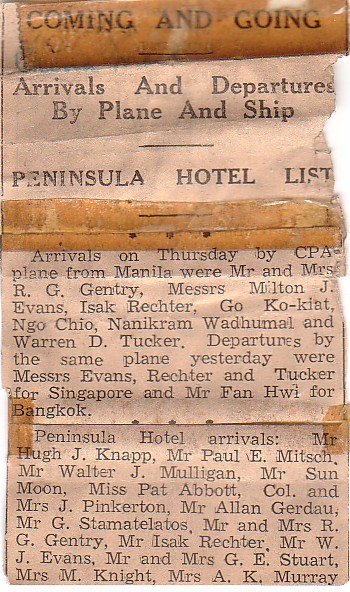 COMING AND GOING
Arrivals And Departures
By Plane And Ship
PENINSULA HOTEL LIST
* * *
Arrivals on Thursday by CPA
plane from Manila were Mr and Mrs
R. G. Gentry, Messrs Milton J.
Evans, Isak Rechter, Go Ko-kiat,
Ngo Chio, Nanikram Wadhumal and
Warren D. Tucker. Departures by
the same plane yesterday were
Messrs Evans, Rechter and Tucker
for Singapore and Mr Fan Hwi for
Bangkok.
* * *
Peninsula Hotel arrivals: Mr
Hugh J. Knapp, Mr Paul E. Mitsch,
Mr Walter J. Mulligan, Mr Sun
Moon, Miss Pat Abbott, Col. and
Mrs J. Pinkerton, Mr Allan Gerdau,
Mr G. Stamatelatos, Mr and Mrs R.
G. Gentry, Mr Isak Rechter, Mr W.
J. Evans, Mr and Mrs G. E. Stuart,
Mrs M. Knight, Mrs A. K. Murray